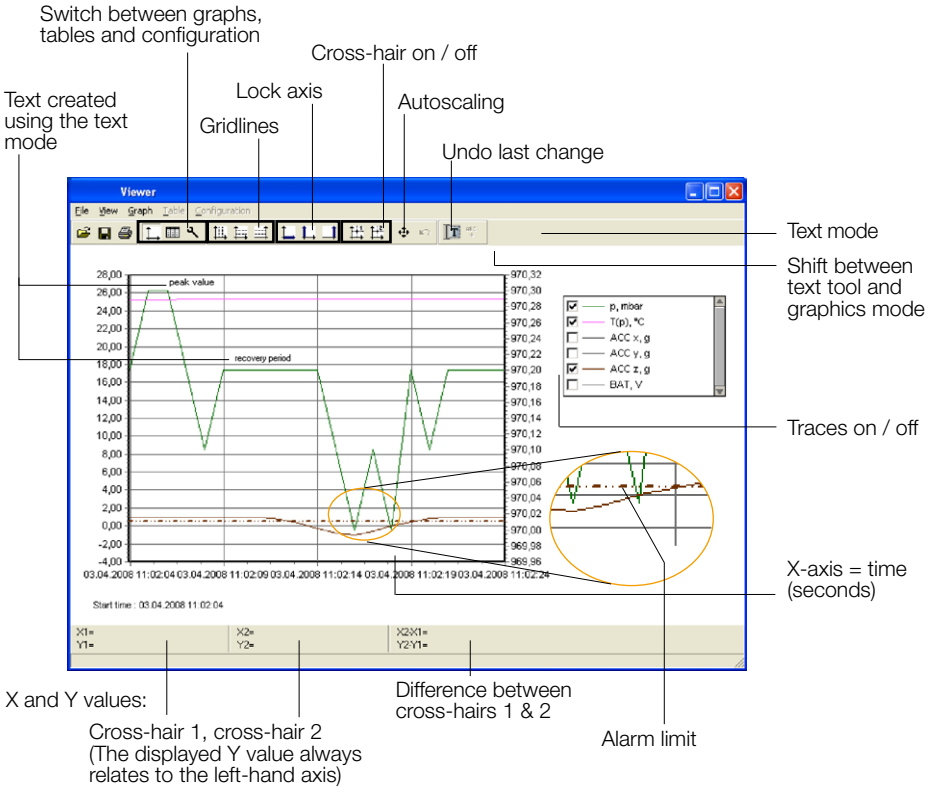 Switch between graphs,
tables and configuration
Cross-hair on / off
Text created
using the text
mode
Lock axis
Autoscaling
Gridlines
Undo last change
Viewer
File View Graph Table Configuration
T
ABC
Text mode
Shift between
text tool and
graphics mode
28,00
26,00
24,00
22,00
20,00
18,00
16,00
14,00
12,00
10,00
8,00
6,00
4,00
2,00
0,00
-2,00
-4,00
peak value
recovery period
970,32
970,30
970,28
970,26
970,24
970,22
970,20
970,18
970,16
970,14
970,12
970,10
970,08
970,06
970,04
970,02
970,00
969,98
969,96
p, mbar
T(p), °C
ACC x, g
ACC y, g
ACC z, g
BAT, V
Traces on / off
03.04.2008 11:02:04 03.04.2008 11:02:09 03.04.2008 11:02:14 03.04.2008 11:02:19 03.04.2008 11:02:24
X-axis = time
(seconds)
Start time : 03.04.2008 11:02:04
X1= X2= X2-X1=
Y1= Y2= Y2-Y1=
X and Y values:
Cross-hair 1, cross-hair 2
(The displayed Y value always
relates to the left-hand axis)
Difference between
cross-hairs 1 & 2
Alarm limit